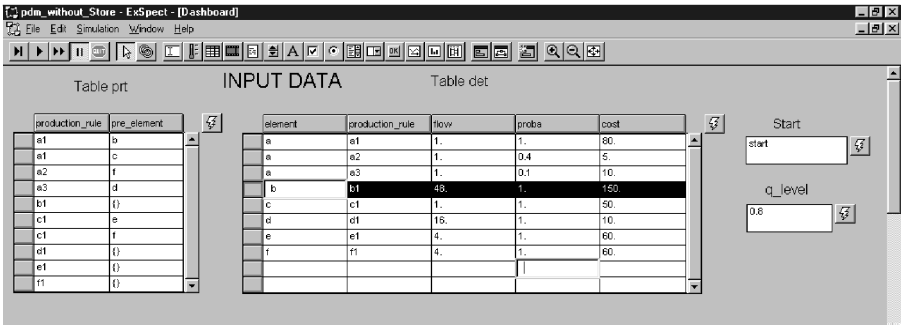 pdm_without_Store - ExSpect - [Dashboard]
File Edit Simulation Window Help
INPUT DATA
Table prt
Table det
production_rule pre_element
a1 b
a1 c
a2 f
a3 d
b1 {}
c1 e
c1 f
d1 {}
e1 {}
f1 {}
element production_rule flow proba cost
a a1 1. 1. 80.
a a2 1. 0.4 5.
a a3 1. 0.1 10.
b b1 48. 1. 150.
c c1 1. 1. 50.
d d1 16. 1. 10.
e e1 4. 1. 60.
f f1 4. 1. 60.
Start
start
q_level
0.8